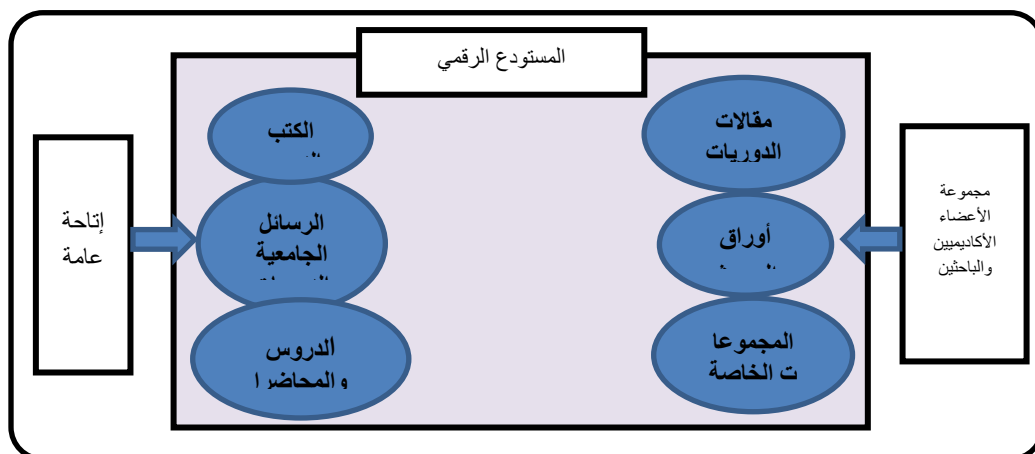 المستودع الرقمي
مقالات
الدوريات
الكتب
مجموعة
الأعضاء
الأكاديميين
والباحثين
أوراق
الرسائل
الجامعية
إتاحة
عامة
المجموعا
ت الخاصة
الدروس
والمحاضرا